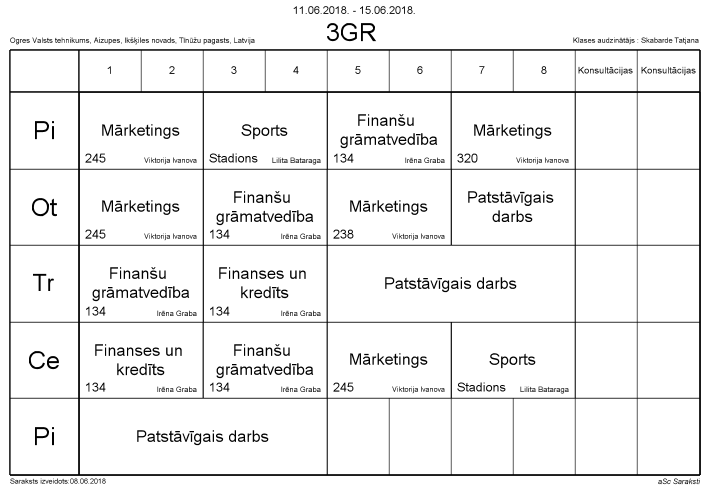 11.06.2018. - 15.06.2018.
Ogres Valsts tehnikums, Aizupes, Ikšķiles novads, Tīnūžu pagasts, Latvija
3GR
Klases audzinātājs : Skabarde Tatjana
1 2 3 4 5 6 7 8 Konsultācijas Konsultācijas
Pi
Mārketings
245 Viktorija Ivanova
Sports
Stadions Lilita Bataraga
Finanšu
grāmatvedība
134 Irēna Graba
Mārketings
320 Viktorija Ivanova
Ot
Mārketings
245 Viktorija Ivanova
Finanšu
grāmatvedība
134 Irēna Graba
Mārketings
238 Viktorija Ivanova
Patstāvīgais
darbs
Tr
Finanšu
grāmatvedība
134 Irēna Graba
Finanses un
kredīts
134 Irēna Graba
Patstāvīgais darbs
Ce
Finanses un
kredīts
134 Irēna Graba
Finanšu
grāmatvedība
134 Irēna Graba
Mārketings
245 Viktorija Ivanova
Sports
Stadions Lilita Bataraga
Pi
Patstāvīgais darbs
Saraksts izveidots:08.06.2018
aSc Saraksti